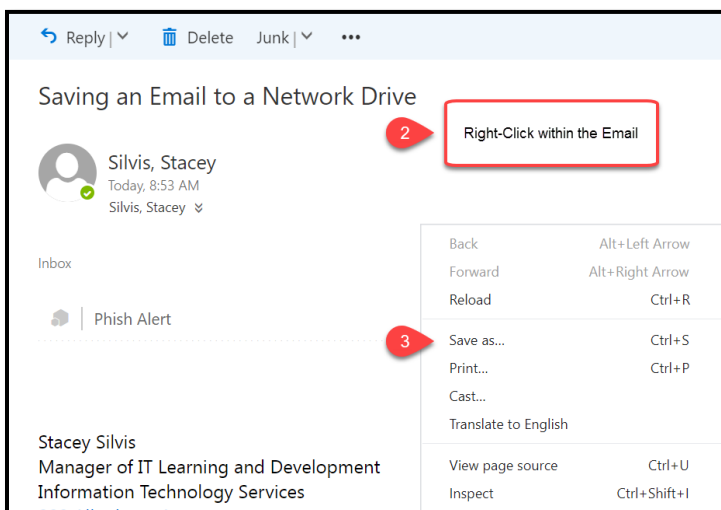 Reply | Delete Junk |
Saving an Email to a Network Drive
2 Right-Click within the Email
Silvis, Stacey
Today, 8:53 AM
Silvis, Stacey
Inbox
Phish Alert
Back Alt+Left Arrow
Forward Alt+Right Arrow
Reload Ctrl+R
3 Save as... Ctrl+S
Print... Ctrl+P
Cast...
Translate to English
View page source Ctrl+U
Inspect Ctrl+Shift+I
Stacey Silvis
Manager of IT Learning and Development
Information Technology Services